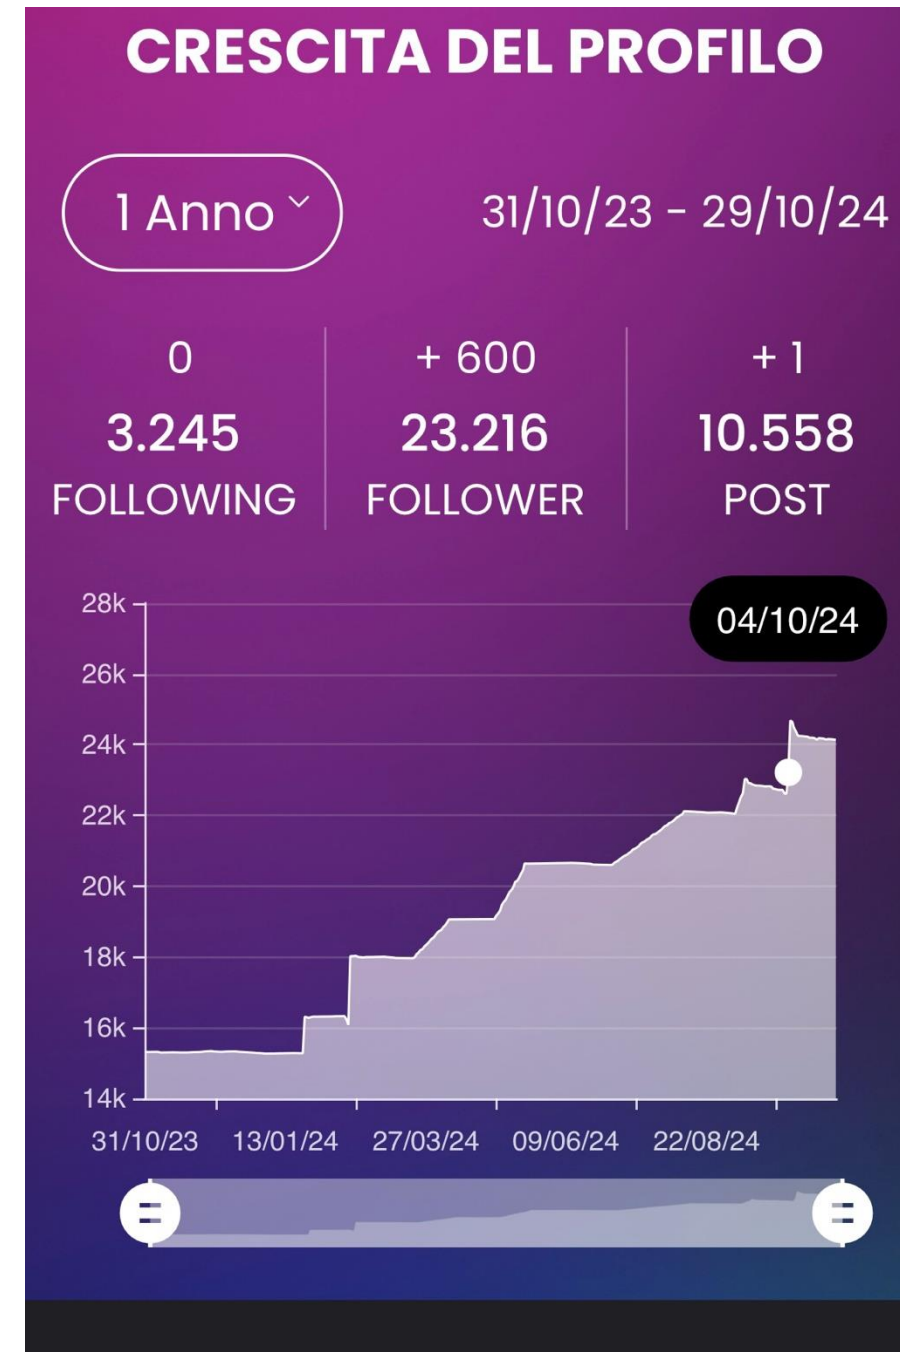 CRESCITA DEL PROFILO
1 Anno
31/10/23 - 29/10/24
0
+ 600
+ 1
3.245
23.216
10.558
FOLLOWING
FOLLOWER
POST
04/10/24
28k
26k
24k
22k
20k
18k
16k
14k
31/10/23 13/01/24 27/03/24 09/06/24 22/08/24